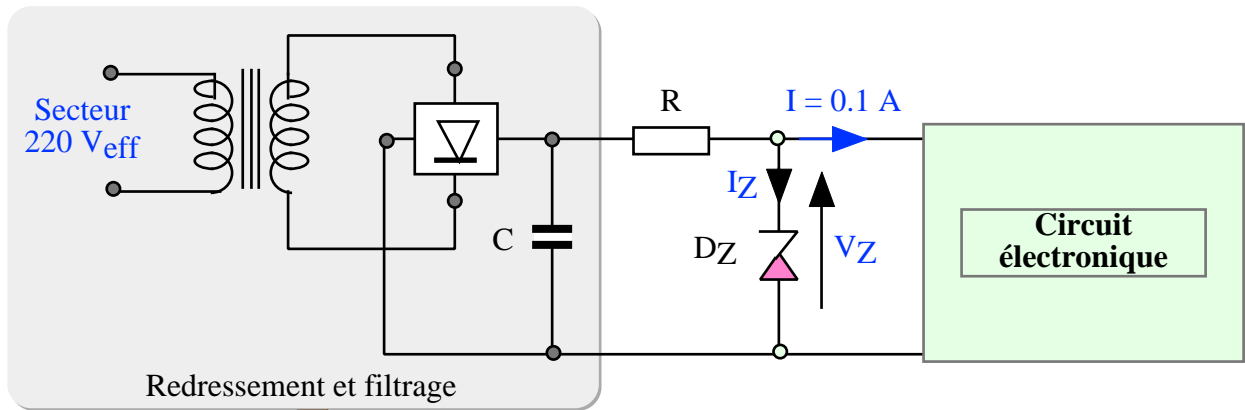 Secteur
220 Veff
R
I = 0.1 A
IZ
C
DZ
VZ
Circuit
électronique
Redressement et filtrage